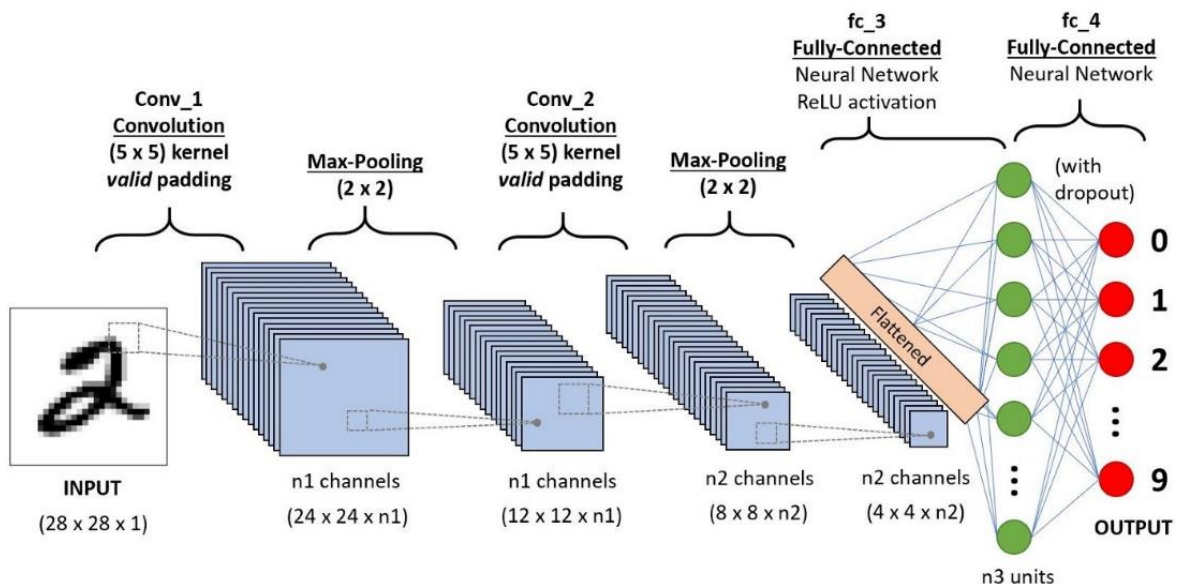 fc_3
Fully-Connected
Neural Network
ReLU activation
fc_4
Fully-Connected
Neural Network
Conv_1
Convolution
(5 x 5) kernel
valid padding
Max-Pooling
(2 x 2)
Conv_2
Convolution
(5 x 5) kernel
valid padding
Max-Pooling
(2 x 2)
(with
dropout)
Flattened
0
1
2
⋮
9
⋮
2
INPUT
(28 x 28 x 1)
n1 channels
(24 x 24 x n1)
n1 channels
(12 x 12 x n1)
n2 channels
(8 x 8 x n2)
n2 channels
(4 x 4 x n2)
OUTPUT
n3 units